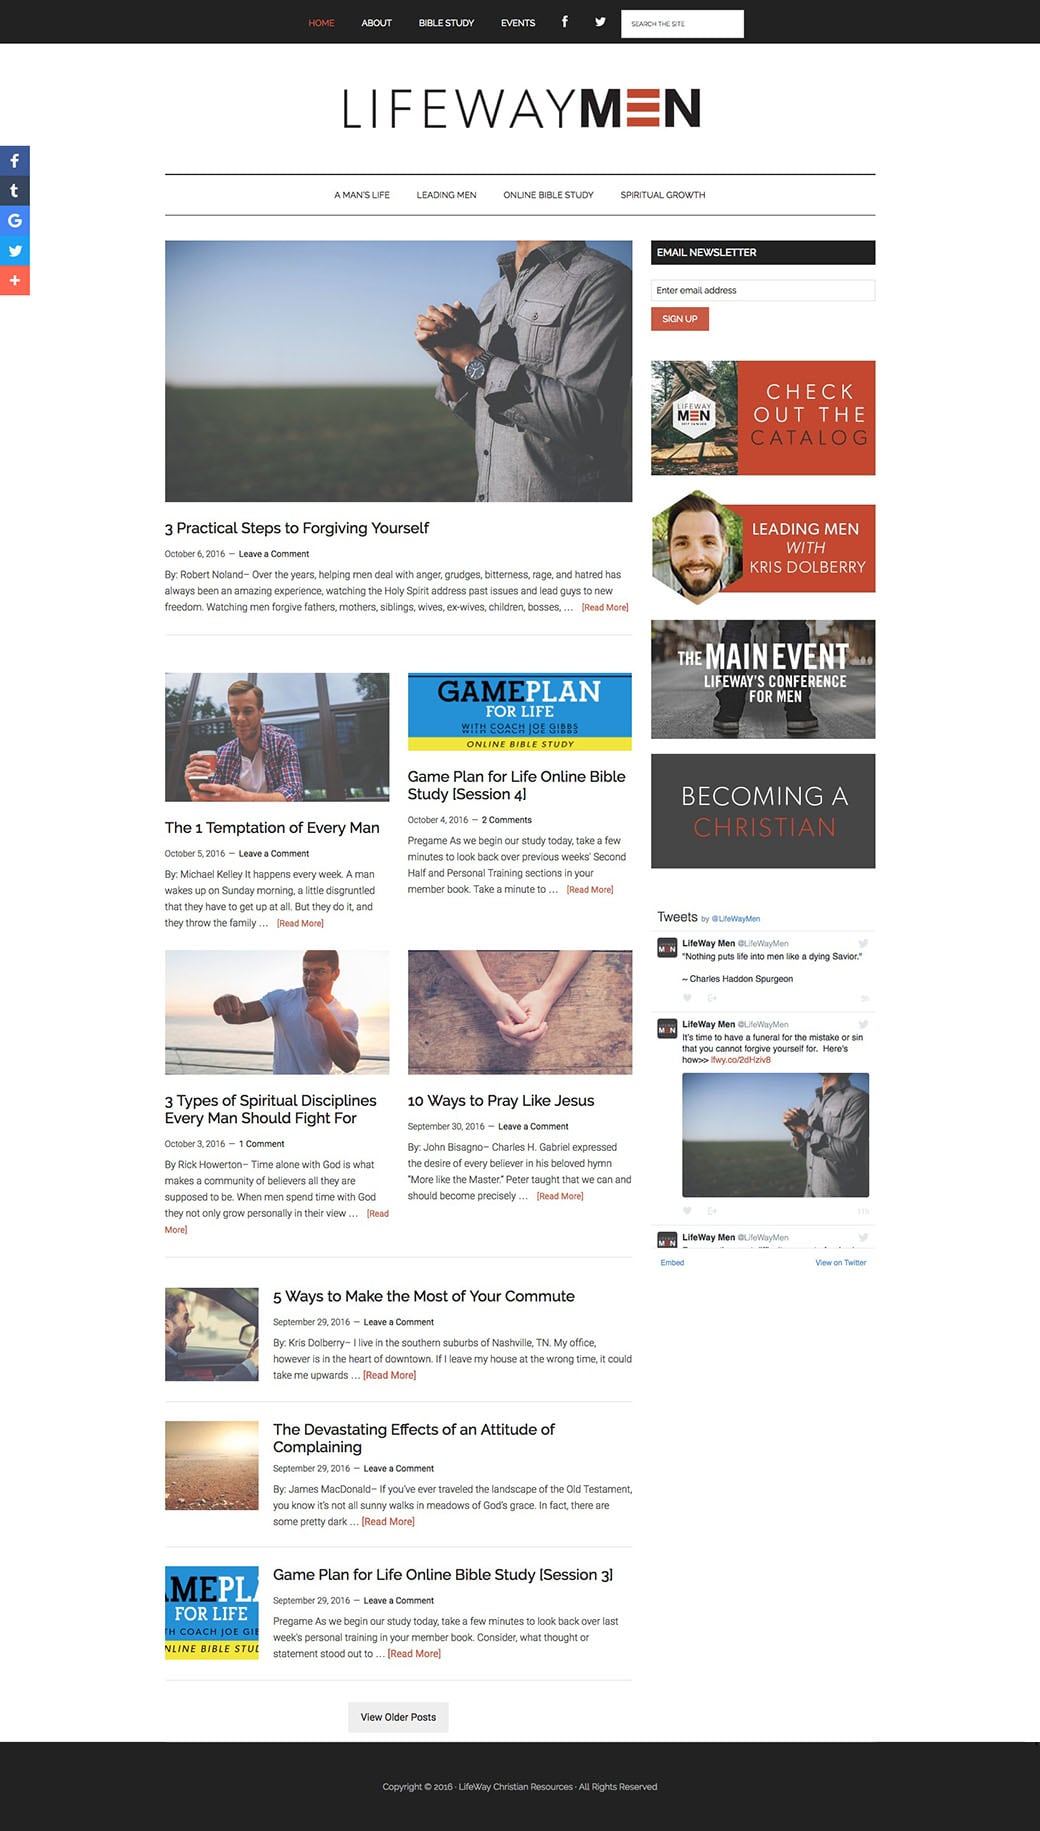 HOME ABOUT BIBLE STUDY EVENTS SEARCH THE SITE
LIFEWAYMEN
A MAN'S LIFE LEADING MEN ONLINE BIBLE STUDY SPIRITUAL GROWTH
3 Practical Steps to Forgiving Yourself
October 6, 2016 — Leave a Comment
By: Robert Noland– Over the years, helping men deal with anger, grudges, bitterness, rage, and hatred has
always been an amazing experience, watching the Holy Spirit address past issues and lead guys to new
freedom. Watching men forgive fathers, mothers, siblings, wives, ex-wives, children, bosses, … [Read More]
The 1 Temptation of Every Man
October 5, 2016 — Leave a Comment
By: Michael Kelley It happens every week. A man
wakes up on Sunday morning, a little disgruntled
that they have to get up at all. But they do it, and
they throw the family … [Read More]
GAMEPLAN
FOR LIFE
WITH COACH JOE GIBBS
ONLINE BIBLE STUDY
Game Plan for Life Online Bible
Study [Session 4]
October 4, 2016 — 2 Comments
Pregame As we begin our study today, take a few
minutes to look back over previous weeks' Second
Half and Personal Training sections in your
member book. Take a minute to … [Read More]
3 Types of Spiritual Disciplines
Every Man Should Fight For
October 3, 2016 — 1 Comment
By Rick Howerton– Time alone with God is what
makes a community of believers all they are
supposed to be. When men spend time with God
they not only grow personally in their view … [Read
More]
10 Ways to Pray Like Jesus
September 30, 2016 — Leave a Comment
By: John Bisagno– Charles H. Gabriel expressed
the desire of every believer in his beloved hymn
"More like the Master." Peter taught that we can and
should become precisely … [Read More]
5 Ways to Make the Most of Your Commute
September 29, 2016 — Leave a Comment
By: Kris Dolberry– I live in the southern suburbs of Nashville, TN. My office,
however is in the heart of downtown. If I leave my house at the wrong time, it could
take me upwards … [Read More]
The Devastating Effects of an Attitude of
Complaining
September 29, 2016 — Leave a Comment
By: James MacDonald– If you've ever traveled the landscape of the Old Testament,
you know it's not all sunny walks in meadows of God's grace. In fact, there are
some pretty dark … [Read More]
AMEPLA
FOR LIFE
TH COACH JOE GIB
NLINE BIBLE STUD
Game Plan for Life Online Bible Study [Session 3]
September 29, 2016 — Leave a Comment
Pregame As we begin our study today, take a few minutes to look back over last
week's personal training in your member book. Consider, what thought or
statement stood out to … [Read More]
View Older Posts
EMAIL NEWSLETTER
Enter email address
SIGN UP
LIFEWAY
MEN
CHECK
OUT THE
CATALOG
LEADING MEN
WITH
KRIS DOLBERRY
THE MAIN EVENT
LIFEWAY'S CONFERENCE
FOR MEN
BECOMING A
CHRISTIAN
Tweets by @LifeWayMen
LifeWay Men @LifeWayMen
"Nothing puts life into men like a dying Savior."
~ Charles Haddon Spurgeon
LifeWay Men @LifeWayMen
It's time to have a funeral for the mistake or sin
that you cannot forgive yourself for. Here's
how>> lfwy.co/2dHziv8
11h
LifeWay Men @LifeWayMen
Embed View on Twitter
Copyright © 2016 · LifeWay Christian Resources · All Rights Reserved